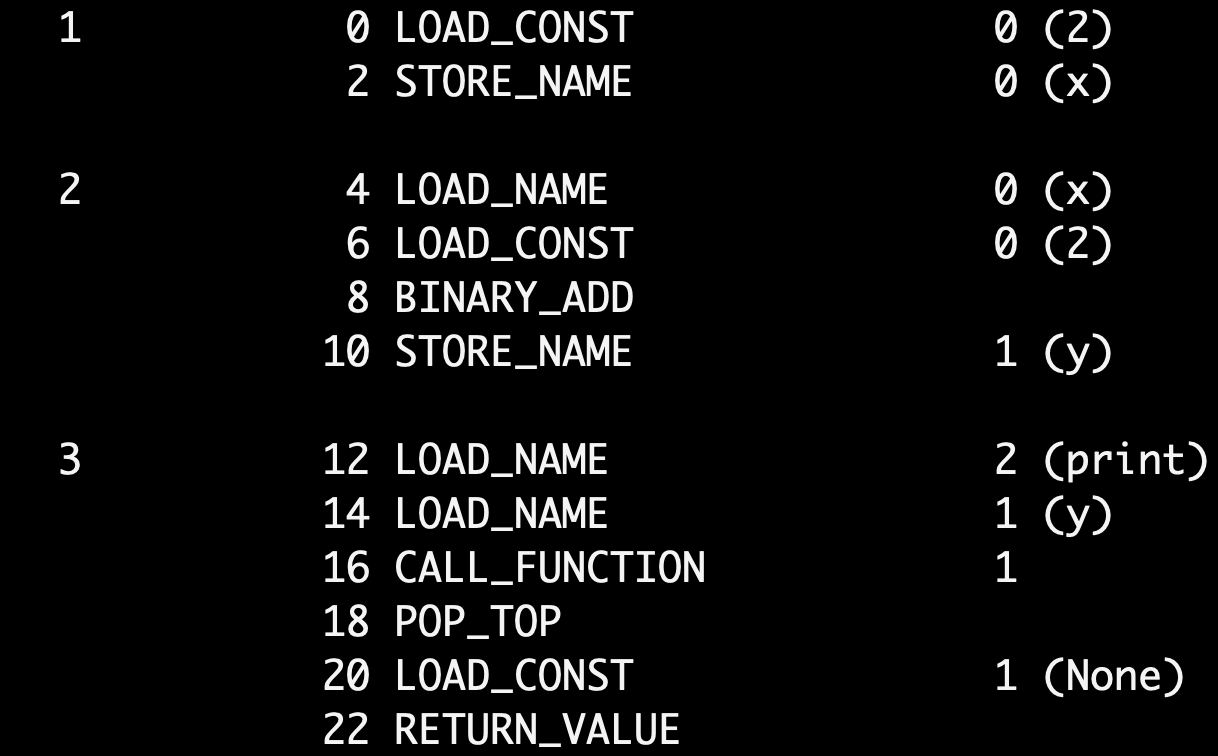 1 0 LOAD_CONST 0 (2)
2 STORE_NAME 0 (x)
2 4 LOAD_NAME 0 (x)
6 LOAD_CONST 0 (2)
8 BINARY_ADD
10 STORE_NAME 1 (y)
3 12 LOAD_NAME 2 (print)
14 LOAD_NAME 1 (y)
16 CALL_FUNCTION 1
18 POP_TOP
20 LOAD_CONST 1 (None)
22 RETURN_VALUE